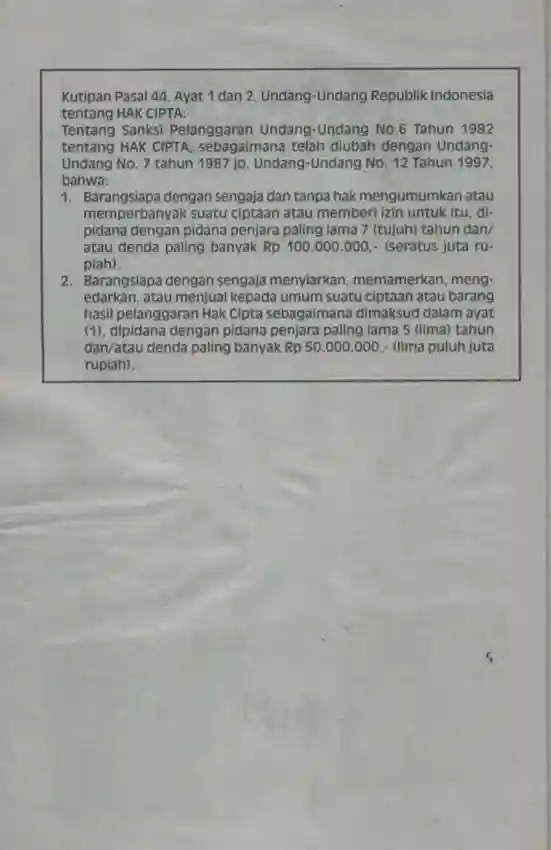 Kutipan Pasal 44, Ayat 1 dan 2, Undang-Undang Republik Indonesia
tentang HAK CIPTA:
Tentang Sanksi Pelanggaran Undang-Undang No.6 Tahun 1982
tentang HAK CIPTA, sebagaimana telah diubah dengan Undang-
Undang No. 7 tahun 1987 jo. Undang-Undang No. 12 Tahun 1997,
bahwa:
1. Barangsiapa dengan sengaja dan tanpa hak mengumumkan atau
memperbanyak suatu ciptaan atau memberi izin untuk itu, di-
pidana dengan pidana penjara paling lama 7 (tujuh) tahun dan/
atau denda paling banyak Rp 100.000.000,- (seratus juta ru-
piah).
2. Barangsiapa dengan sengaja menyiarkan, memamerkan, meng-
edarkan, atau menjual kepada umum suatu ciptaan atau barang
hasil pelanggaran Hak Cipta sebagaimana dimaksud dalam ayat
(1), dipidana dengan pidana penjara paling lama 5 (lima) tahun
dan/atau denda paling banyak Rp 50.000.000,- (lima puluh juta
rupiah).